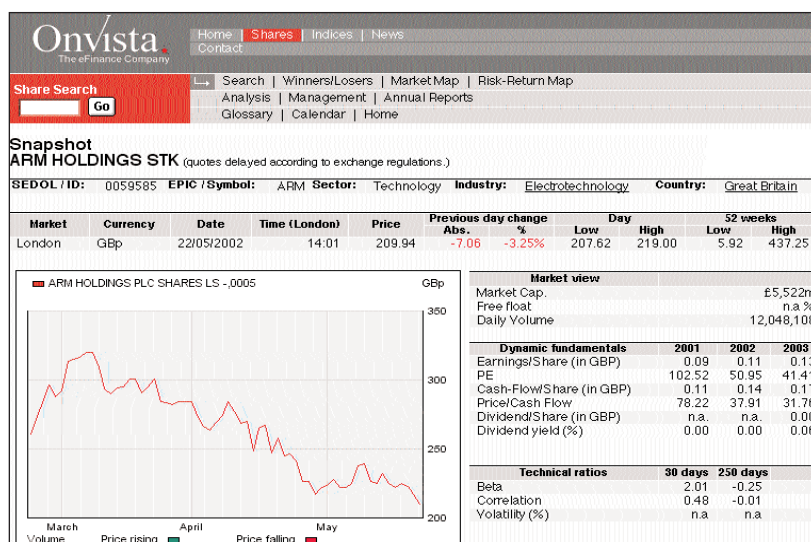 Onvista.
The eFinance Company
Home | Shares | Indices | News
Contact
Share Search
Go
Search | Winners/Losers | Market Map | Risk-Return Map
Analysis | Management | Annual Reports
Glossary | Calendar | Home
Snapshot
ARM HOLDINGS STK (quotes delayed according to exchange regulations.)
SEDOL / ID: 0059585 EPIC / Symbol: ARM Sector: Technology Industry: Electrotechnology Country: Great Britain
Market Currency Date Time (London) Price Previous day change Day 52 weeks
Abs. % Low High Low High
London GBp 22/05/2002 14:01 209.94 -7.06 -3.25% 207.62 219.00 5.92 437.25
ARM HOLDINGS PLC SHARES LS -,0005 GBp
350
300
250
200
March April May
Volume Price rising Price falling
Market view
Market Cap. £5,522m
Free float n.a %
Daily Volume 12,048,108
Dynamic fundamentals 2001 2002 2003
Earnings/Share (in GBP) 0.09 0.11 0.13
PE 102.52 50.95 41.41
Cash-Flow/Share (in GBP) 0.11 0.14 0.17
Price/Cash Flow 78.22 37.91 31.76
Dividend/Share (in GBP) n.a. n.a. 0.00
Dividend yield (%) 0.00 0.00 0.06
Technical ratios 30 days 250 days
Beta 2.01 -0.25
Correlation 0.48 -0.01
Volatility (%) n.a n.a